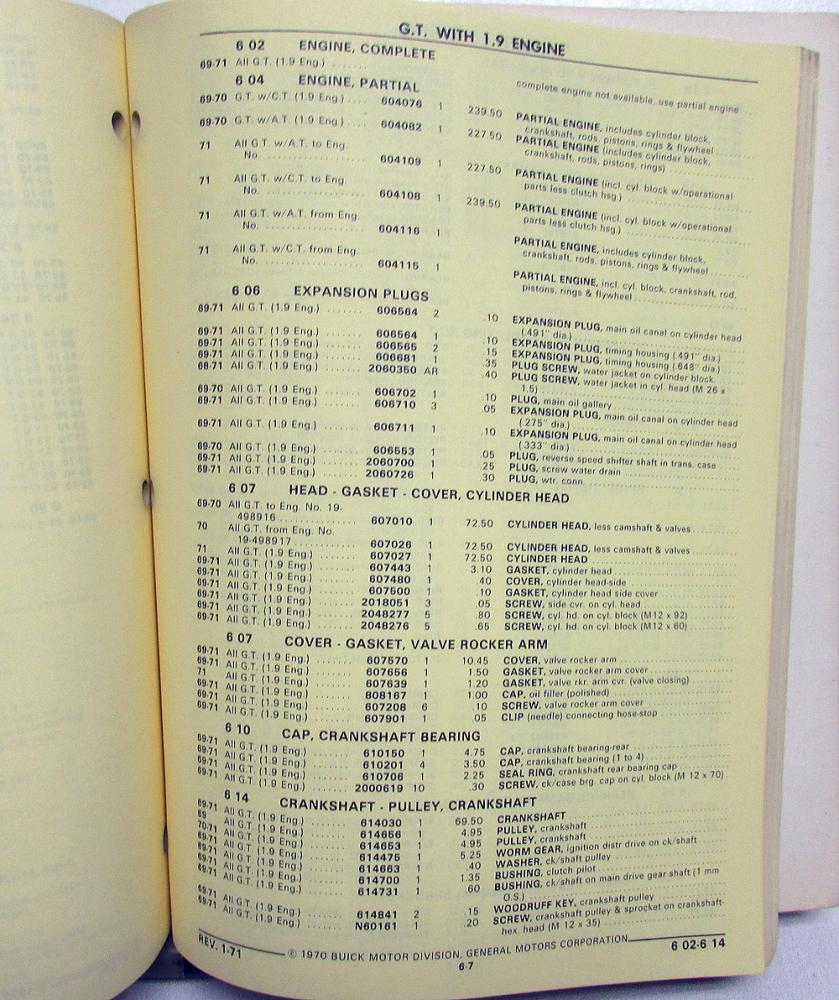 G.T. WITH 1.9 ENGINE
6 02 ENGINE, COMPLETE
69-71 All G.T. (1.9 Eng.) ....... complete engine not available, use partial engine
6 04 ENGINE, PARTIAL
69-70 G.T. w/C.T. (1.9 Eng.) .... 604076 1 239.50 PARTIAL ENGINE, includes cylinder block,
crankshaft, rods, pistons, rings & flywheel
69-70 G.T. w/A.T. (1.9 Eng.) .... 604082 1 227.50 PARTIAL ENGINE (includes cylinder block,
crankshaft, rods, pistons, rings)
71 All G.T. w/A.T. to Eng.
No. .................. 604109 1 227.50 PARTIAL ENGINE (incl. cyl. block w/operational
parts less clutch hsg.)
71 All G.T. w/C.T. to Eng.
No. .................. 604108 1 239.50 PARTIAL ENGINE (incl. cyl. block w/operational
parts less clutch hsg.)
71 All G.T. w/A.T. from Eng.
No. .................. 604116 1 PARTIAL ENGINE, includes cylinder block,
crankshaft, rods, pistons, rings & flywheel
71 All G.T. w/C.T. from Eng.
No. .................. 604115 1 PARTIAL ENGINE, incl. cyl. block, crankshaft, rod,
pistons, rings & flywheel
6 06 EXPANSION PLUGS
69-71 All G.T. (1.9 Eng.) ....... 606564 2 .10 EXPANSION PLUG, main oil canal on cylinder head
(.491" dia.)
69-71 All G.T. (1.9 Eng.) ....... 606564 1 .10 EXPANSION PLUG, timing housing (.491" dia.)
69-71 All G.T. (1.9 Eng.) ....... 606565 2 .15 EXPANSION PLUG, timing housing (.648" dia.)
69-71 All G.T. (1.9 Eng.) ....... 606681 1 .35 PLUG SCREW, water jacket on cylinder block
68-71 All G.T. (1.9 Eng.) ....... 2060350 AR .40 PLUG SCREW, water jacket in cyl. head (M 26 x
1.5)
69-70 All G.T. (1.9 Eng.) ....... 606702 1 .10 PLUG, main oil gallery
69-71 All G.T. (1.9 Eng.) ....... 606710 3 .05 EXPANSION PLUG, main oil canal on cylinder head
(.275" dia.)
69-71 All G.T. (1.9 Eng.) ....... 606711 1 .10 EXPANSION PLUG, main oil canal on cylinder head
(.333" dia.)
69-70 All G.T. (1.9 Eng.) ....... 606553 1 .05 PLUG, reverse speed shifter shaft in trans. case
69-71 All G.T. (1.9 Eng.) ....... 2060700 1 .25 PLUG, screw water drain
69-71 All G.T. (1.9 Eng.) ....... 2060726 1 .30 PLUG, wtr. conn.
6 07 HEAD - GASKET - COVER, CYLINDER HEAD
69-70 All G.T. to Eng. No. 19-
498916 ............... 607010 1 72.50 CYLINDER HEAD, less camshaft & valves
70 All G.T. from Eng. No.
19-498917 ............ 607026 1 72.50 CYLINDER HEAD, less camshaft & valves
71 All G.T. (1.9 Eng.) ....... 607027 1 72.50 CYLINDER HEAD
69-71 All G.T. (1.9 Eng.) ....... 607443 1 3.10 GASKET, cylinder head
69-71 All G.T. (1.9 Eng.) ....... 607480 1 .40 COVER, cylinder head-side
69-71 All G.T. (1.9 Eng.) ....... 607500 1 .10 GASKET, cylinder head side cover
69-71 All G.T. (1.9 Eng.) ....... 2018051 3 .05 SCREW, side cvr. on cyl. head
69-71 All G.T. (1.9 Eng.) ....... 2048277 5 .80 SCREW, cyl. hd. on cyl. block (M12 x 92)
69-71 All G.T. (1.9 Eng.) ....... 2048276 5 .65 SCREW, cyl. hd. on cyl. block (M12 x 60)
6 07 COVER - GASKET, VALVE ROCKER ARM
69-71 All G.T. (1.9 Eng.) ....... 607570 1 10.45 COVER, valve rocker arm
69-71 All G.T. (1.9 Eng.) ....... 607656 1 1.50 GASKET, valve rocker arm cover
71 All G.T. (1.9 Eng.) ....... 607639 1 1.20 GASKET, valve rkr. arm cvr. (valve closing)
69-71 All G.T. (1.9 Eng.) ....... 808167 1 1.00 CAP, oil filler (polished)
69-71 All G.T. (1.9 Eng.) ....... 607208 6 .10 SCREW, valve rocker arm cover
69-71 All G.T. (1.9 Eng.) ....... 607901 1 .05 CLIP (needle) connecting hose-stop
6 10 CAP, CRANKSHAFT BEARING
69-71 All G.T. (1.9 Eng.) ....... 610150 1 4.75 CAP, crankshaft bearing-rear
69-71 All G.T. (1.9 Eng.) ....... 610201 4 3.50 CAP, crankshaft bearing (1 to 4)
69-71 All G.T. (1.9 Eng.) ....... 610706 1 2.25 SEAL RING, crankshaft rear bearing cap
69-71 All G.T. (1.9 Eng.) ....... 2000619 10 .30 SCREW, ck/case brg. cap on cyl. block (M 12 x 70)
6 14 CRANKSHAFT - PULLEY, CRANKSHAFT
69-71 All G.T. (1.9 Eng.) ....... 614030 1 69.50 CRANKSHAFT
69 All G.T. (1.9 Eng.) ....... 614656 1 4.95 PULLEY, crankshaft
70-71 All G.T. (1.9 Eng.) ....... 614653 1 4.95 PULLEY, crankshaft
69-71 All G.T. (1.9 Eng.) ....... 614475 1 5.25 WORM GEAR, ignition distr drive on ck/shaft
69-71 All G.T. (1.9 Eng.) ....... 614663 1 .40 WASHER, ck/shaft pulley
69-71 All G.T. (1.9 Eng.) ....... 614700 1 1.35 BUSHING, clutch pilot
69-71 All G.T. (1.9 Eng.) ....... 614731 1 .60 BUSHING, ck/shaft on main drive gear shaft (1 mm
O.S.)
69-71 All G.T. (1.9 Eng.) ....... 614841 2 .15 WOODRUFF KEY, crankshaft pulley
69-71 All G.T. (1.9 Eng.) ....... N60161 1 .20 SCREW, crankshaft pulley & sprocket on crankshaft-
hex. head (M 12 x 35)
REV. 1-71 © 1970 BUICK MOTOR DIVISION, GENERAL MOTORS CORPORATION 6 02-6 14
6-7